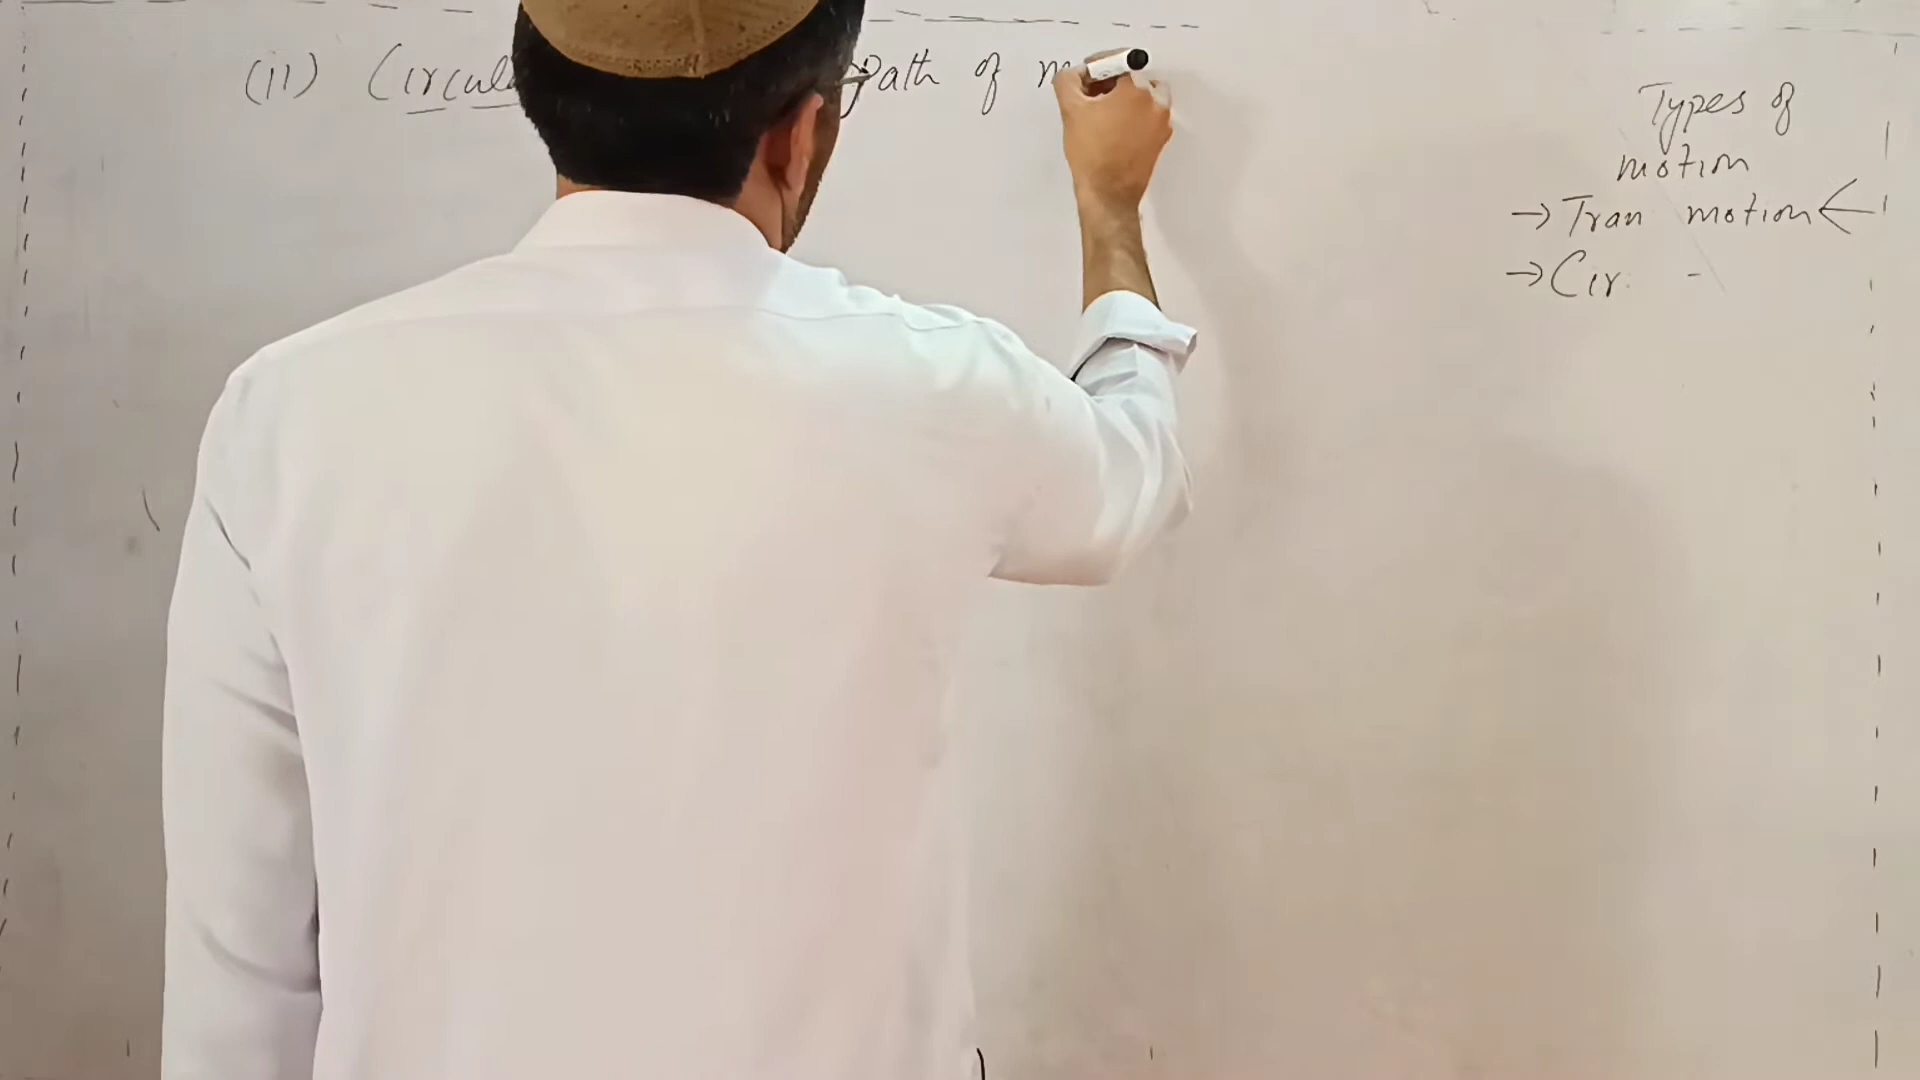 (ii) Circul path of m
Types of
motion
→ Tran motion ←
→ Cir. -